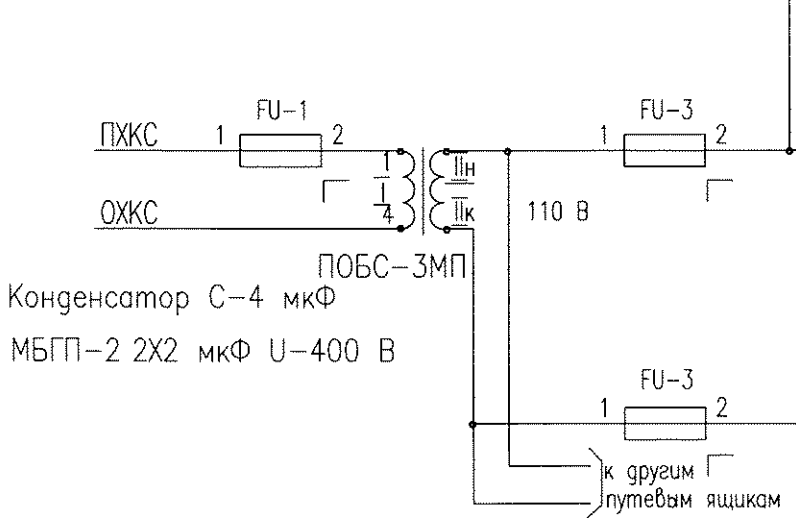 FU-1
FU-3
ПХКС
1
2
1
2
1
IIн
ОХКС
4
IIк
110 В
ПОБС-3МП
Конденсатор С-4 мкФ
МБГП-2 2Х2 мкФ U-400 В
FU-3
1
2
к другим
путевым ящикам